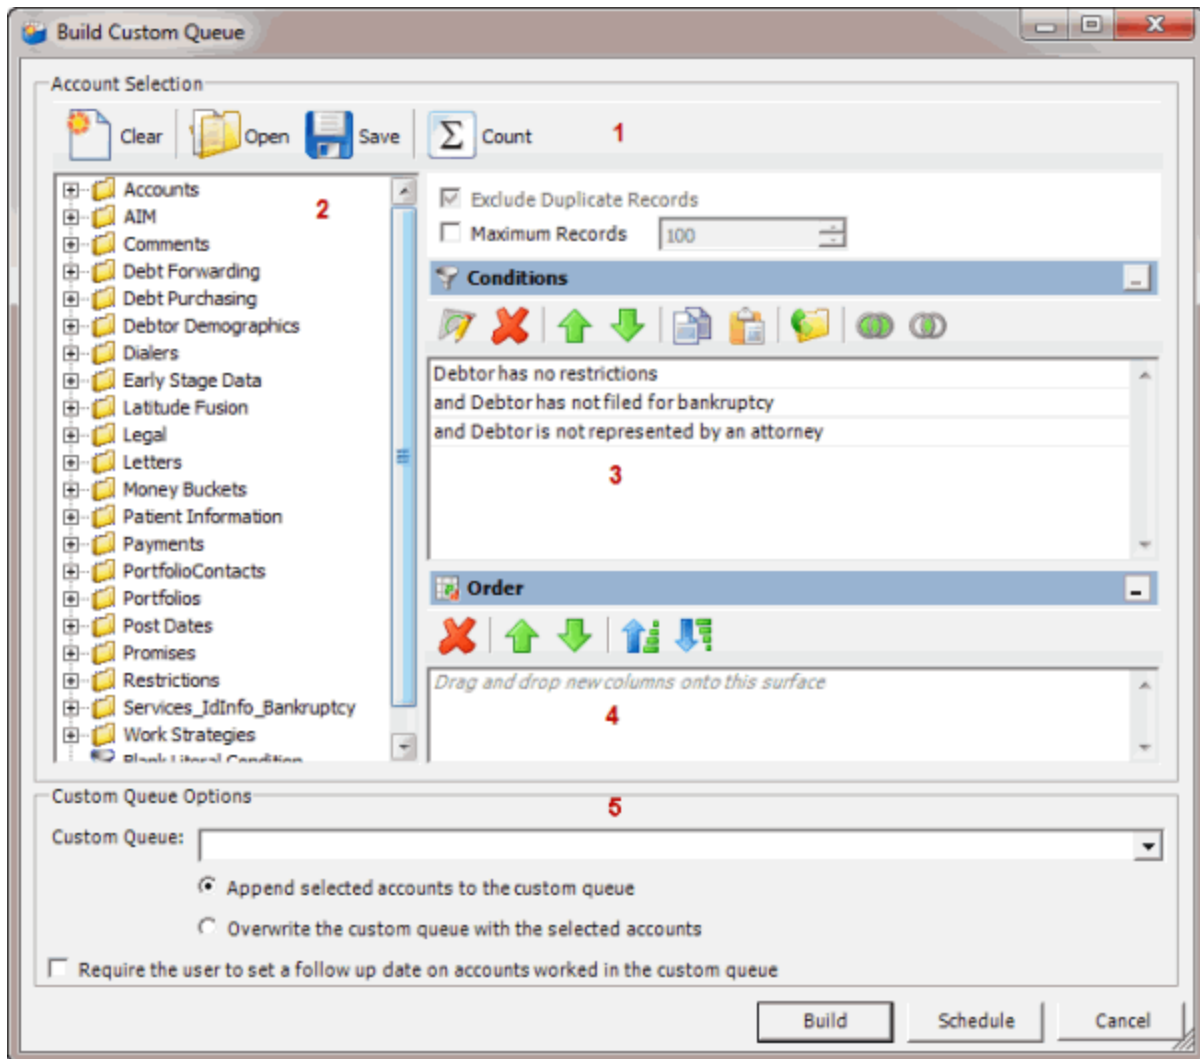 Build Custom Queue
Account Selection
Clear Open Save Count 1
Accounts
2
AIM
Comments
Debt Forwarding
Debt Purchasing
Debtor Demographics
Dialers
Early Stage Data
Latitude Fusion
Legal
Letters
Money Buckets
Patient Information
Payments
PortfolioContacts
Portfolios
Post Dates
Promises
Restrictions
Services_IdInfo_Bankruptcy
Work Strategies
Blank Literal Condition
Exclude Duplicate Records
Maximum Records 100
Conditions
Debtor has no restrictions
and Debtor has not filed for bankruptcy
and Debtor is not represented by an attorney
3
Order
Drag and drop new columns onto this surface
4
Custom Queue Options
5
Custom Queue:
Append selected accounts to the custom queue
Overwrite the custom queue with the selected accounts
Require the user to set a follow up date on accounts worked in the custom queue
Build Schedule Cancel